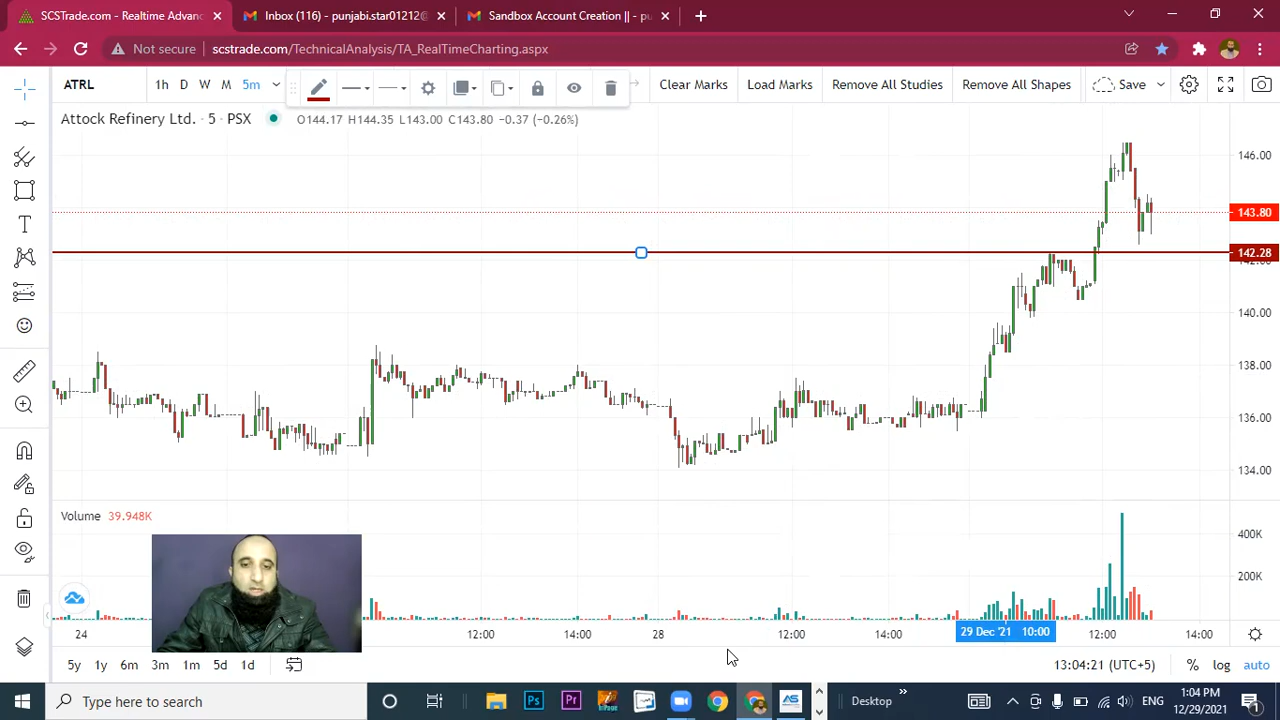 SCSTrade.com - Realtime Advanc
Inbox (116) - punjabi.star01212@
Sandbox Account Creation || - pu
Not secure
scstrade.com/TechnicalAnalysis/TA_RealTimeCharting.aspx
ATRL
1h D W M 5m
Clear Marks
Load Marks
Remove All Studies
Remove All Shapes
Save
Attock Refinery Ltd. · 5 · PSX
O144.17 H144.35 L143.00 C143.80 −0.37 (−0.26%)
146.00
143.80
142.28
140.00
138.00
136.00
134.00
Volume 39.948K
400K
200K
24 12:00 14:00 28 12:00 14:00 29 Dec '21 10:00 12:00 14:00
5y 1y 6m 3m 1m 5d 1d
13:04:21 (UTC+5) % log auto
Type here to search
Ps
Pr
AS
Desktop
ENG
1:04 PM
12/29/2021
1